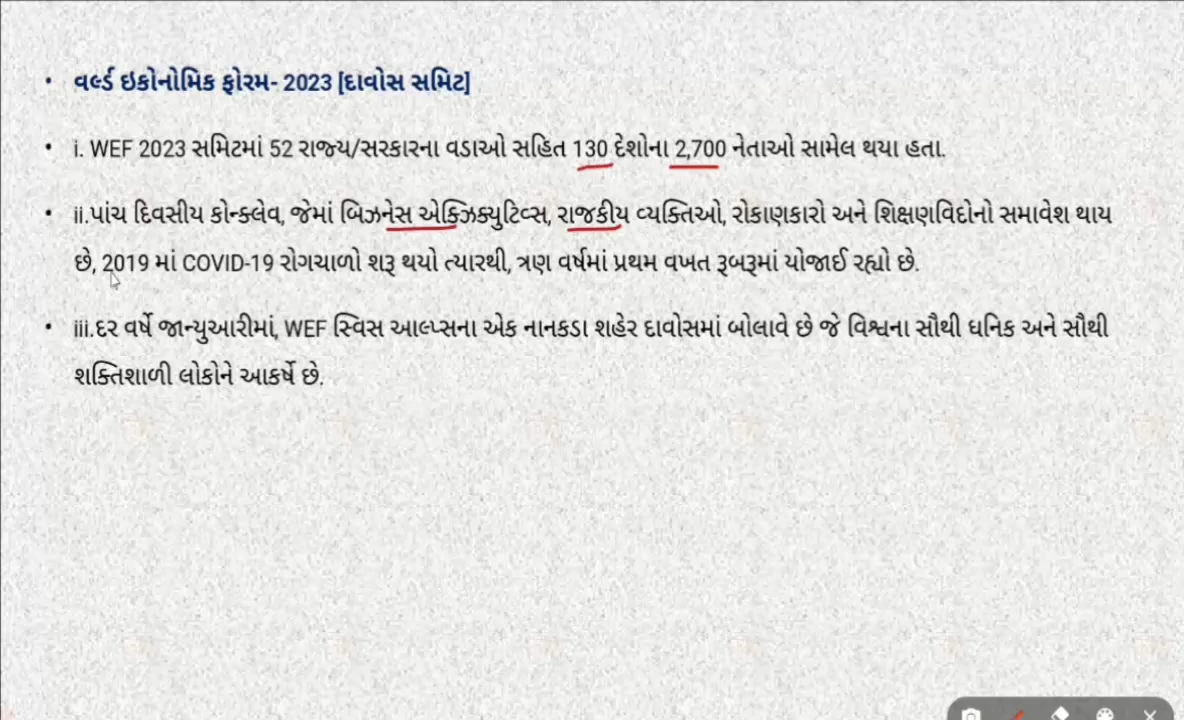 • વર્લ્ડ ઇકોનોમિક ફોરમ- 2023 [દાવોસ સમિટ]
• i. WEF 2023 સમિટમાં 52 રાજ્ય/સરકારના વડાઓ સહિત 130 દેશોના 2,700 નેતાઓ સામેલ થયા હતા.
• ii.પાંચ દિવસીય કોન્ક્લેવ, જેમાં બિઝનેસ એક્ઝિક્યુટિવ્સ, રાજકીય વ્યક્તિઓ, રોકાણકારો અને શિક્ષણવિદોનો સમાવેશ થાય
છે, 2019 માં COVID-19 રોગચાળો શરૂ થયો ત્યારથી, ત્રણ વર્ષમાં પ્રથમ વખત રૂબરૂમાં યોજાઈ રહ્યો છે.
• iii.દર વર્ષે જાન્યુઆરીમાં, WEF સ્વિસ આલ્પ્સના એક નાનકડા શહેર દાવોસમાં બોલાવે છે જે વિશ્વના સૌથી ધનિક અને સૌથી
શક્તિશાળી લોકોને આકર્ષે છે.